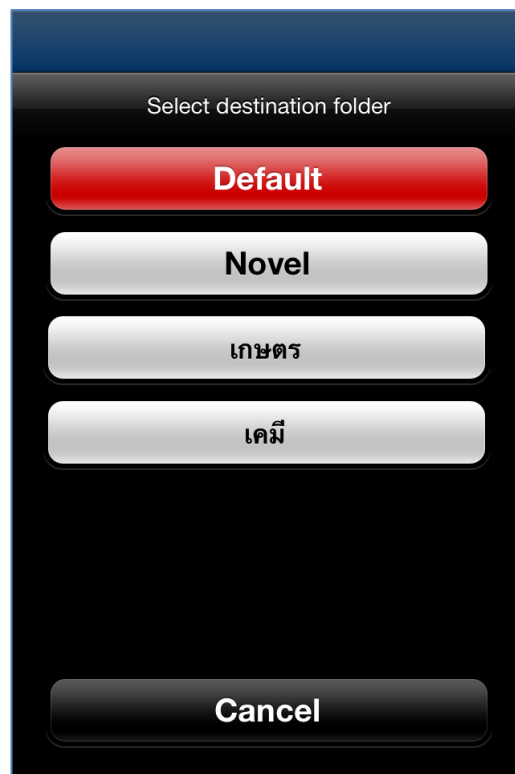 Select destination folder
Default
Novel
เกษตร
เคมี
Cancel